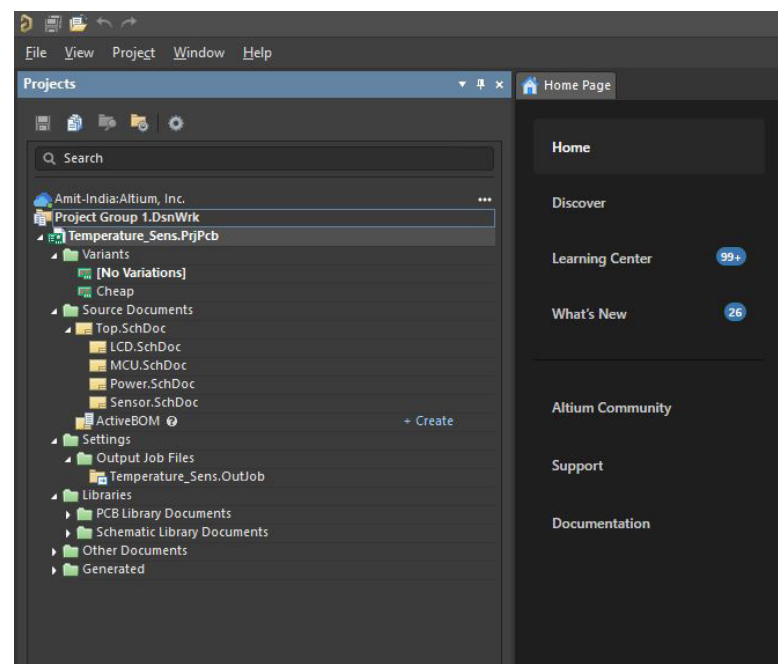 File View Project Window Help
Projects
Home Page
Search
Amit-India:Altium, Inc.
Project Group 1.DsnWrk
Temperature_Sens.PrjPcb
Variants
[No Variations]
Cheap
Source Documents
Top.SchDoc
LCD.SchDoc
MCU.SchDoc
Power.SchDoc
Sensor.SchDoc
ActiveBOM ? + Create
Settings
Output Job Files
Temperature_Sens.OutJob
Libraries
PCB Library Documents
Schematic Library Documents
Other Documents
Generated
Home
Discover
Learning Center 99+
What's New 26
Altium Community
Support
Documentation